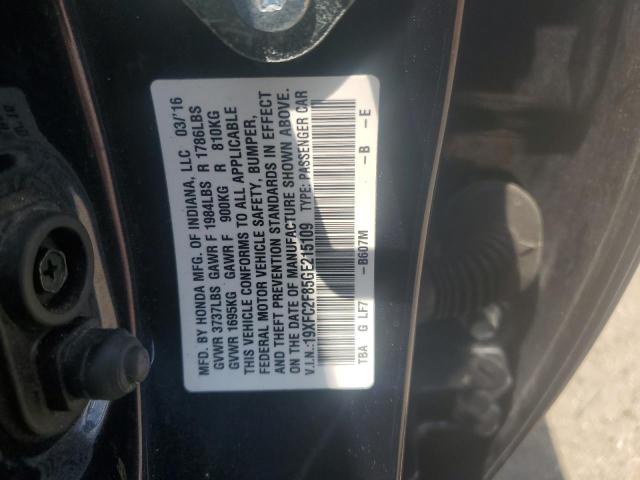 MFD. BY HONDA MFG. OF INDIANA, LLC 03/'16
GVWR 3737LBS GAWR F 1984LBS R 1786LBS
GVWR 1695KG GAWR F 900KG R 810KG
THIS VEHICLE CONFORMS TO ALL APPLICABLE
FEDERAL MOTOR VEHICLE SAFETY, BUMPER,
AND THEFT PREVENTION STANDARDS IN EFFECT
ON THE DATE OF MANUFACTURE SHOWN ABOVE.
V.I.N.: 19XFC2F85GE215109 TYPE: PASSENGER CAR
TBA G LF7 -B607M -B -E